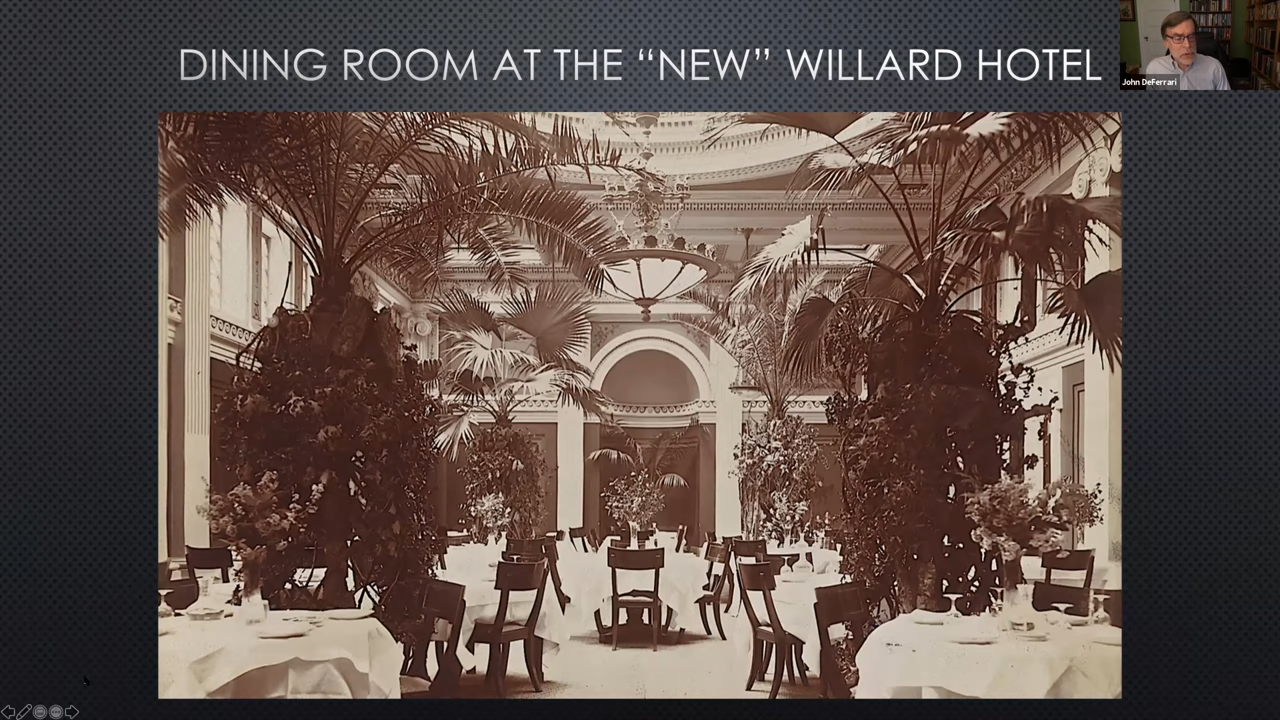 DINING ROOM AT THE “NEW” WILLARD HOTEL
John DeFerrari